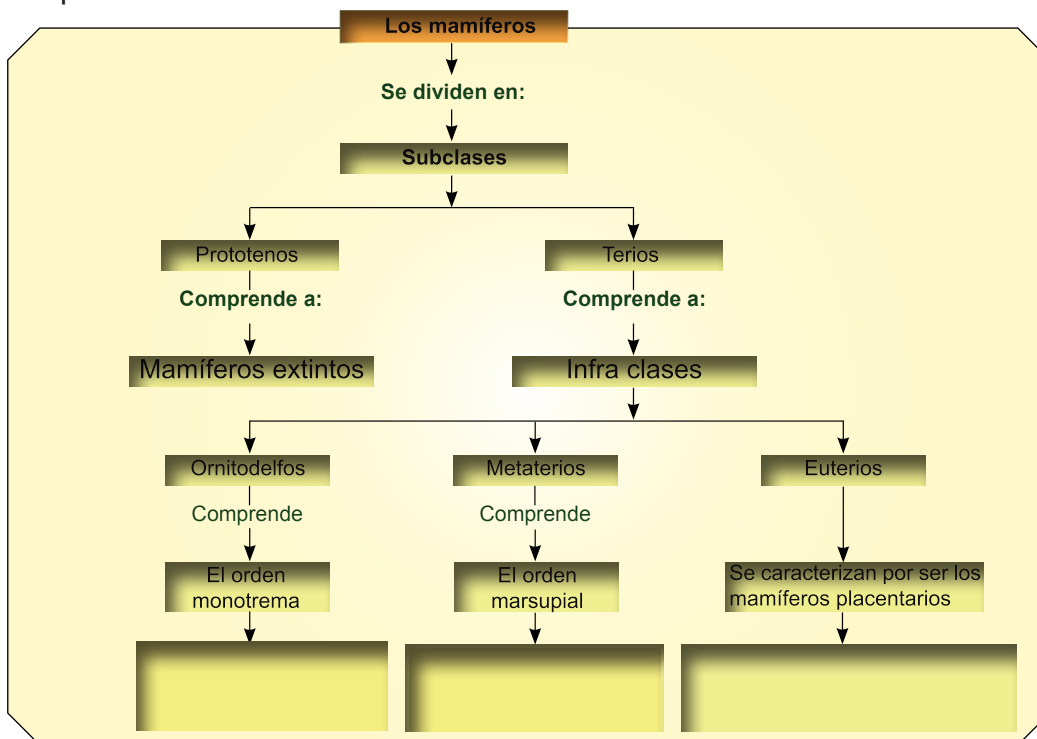 Los mamíferos
Se dividen en:
Subclases
Prototenos
Terios
Comprende a:
Comprende a:
Mamíferos extintos
Infra clases
Ornitodelfos
Metaterios
Euterios
Comprende
Comprende
El orden
monotrema
El orden
marsupial
Se caracterizan por ser los
mamíferos placentarios